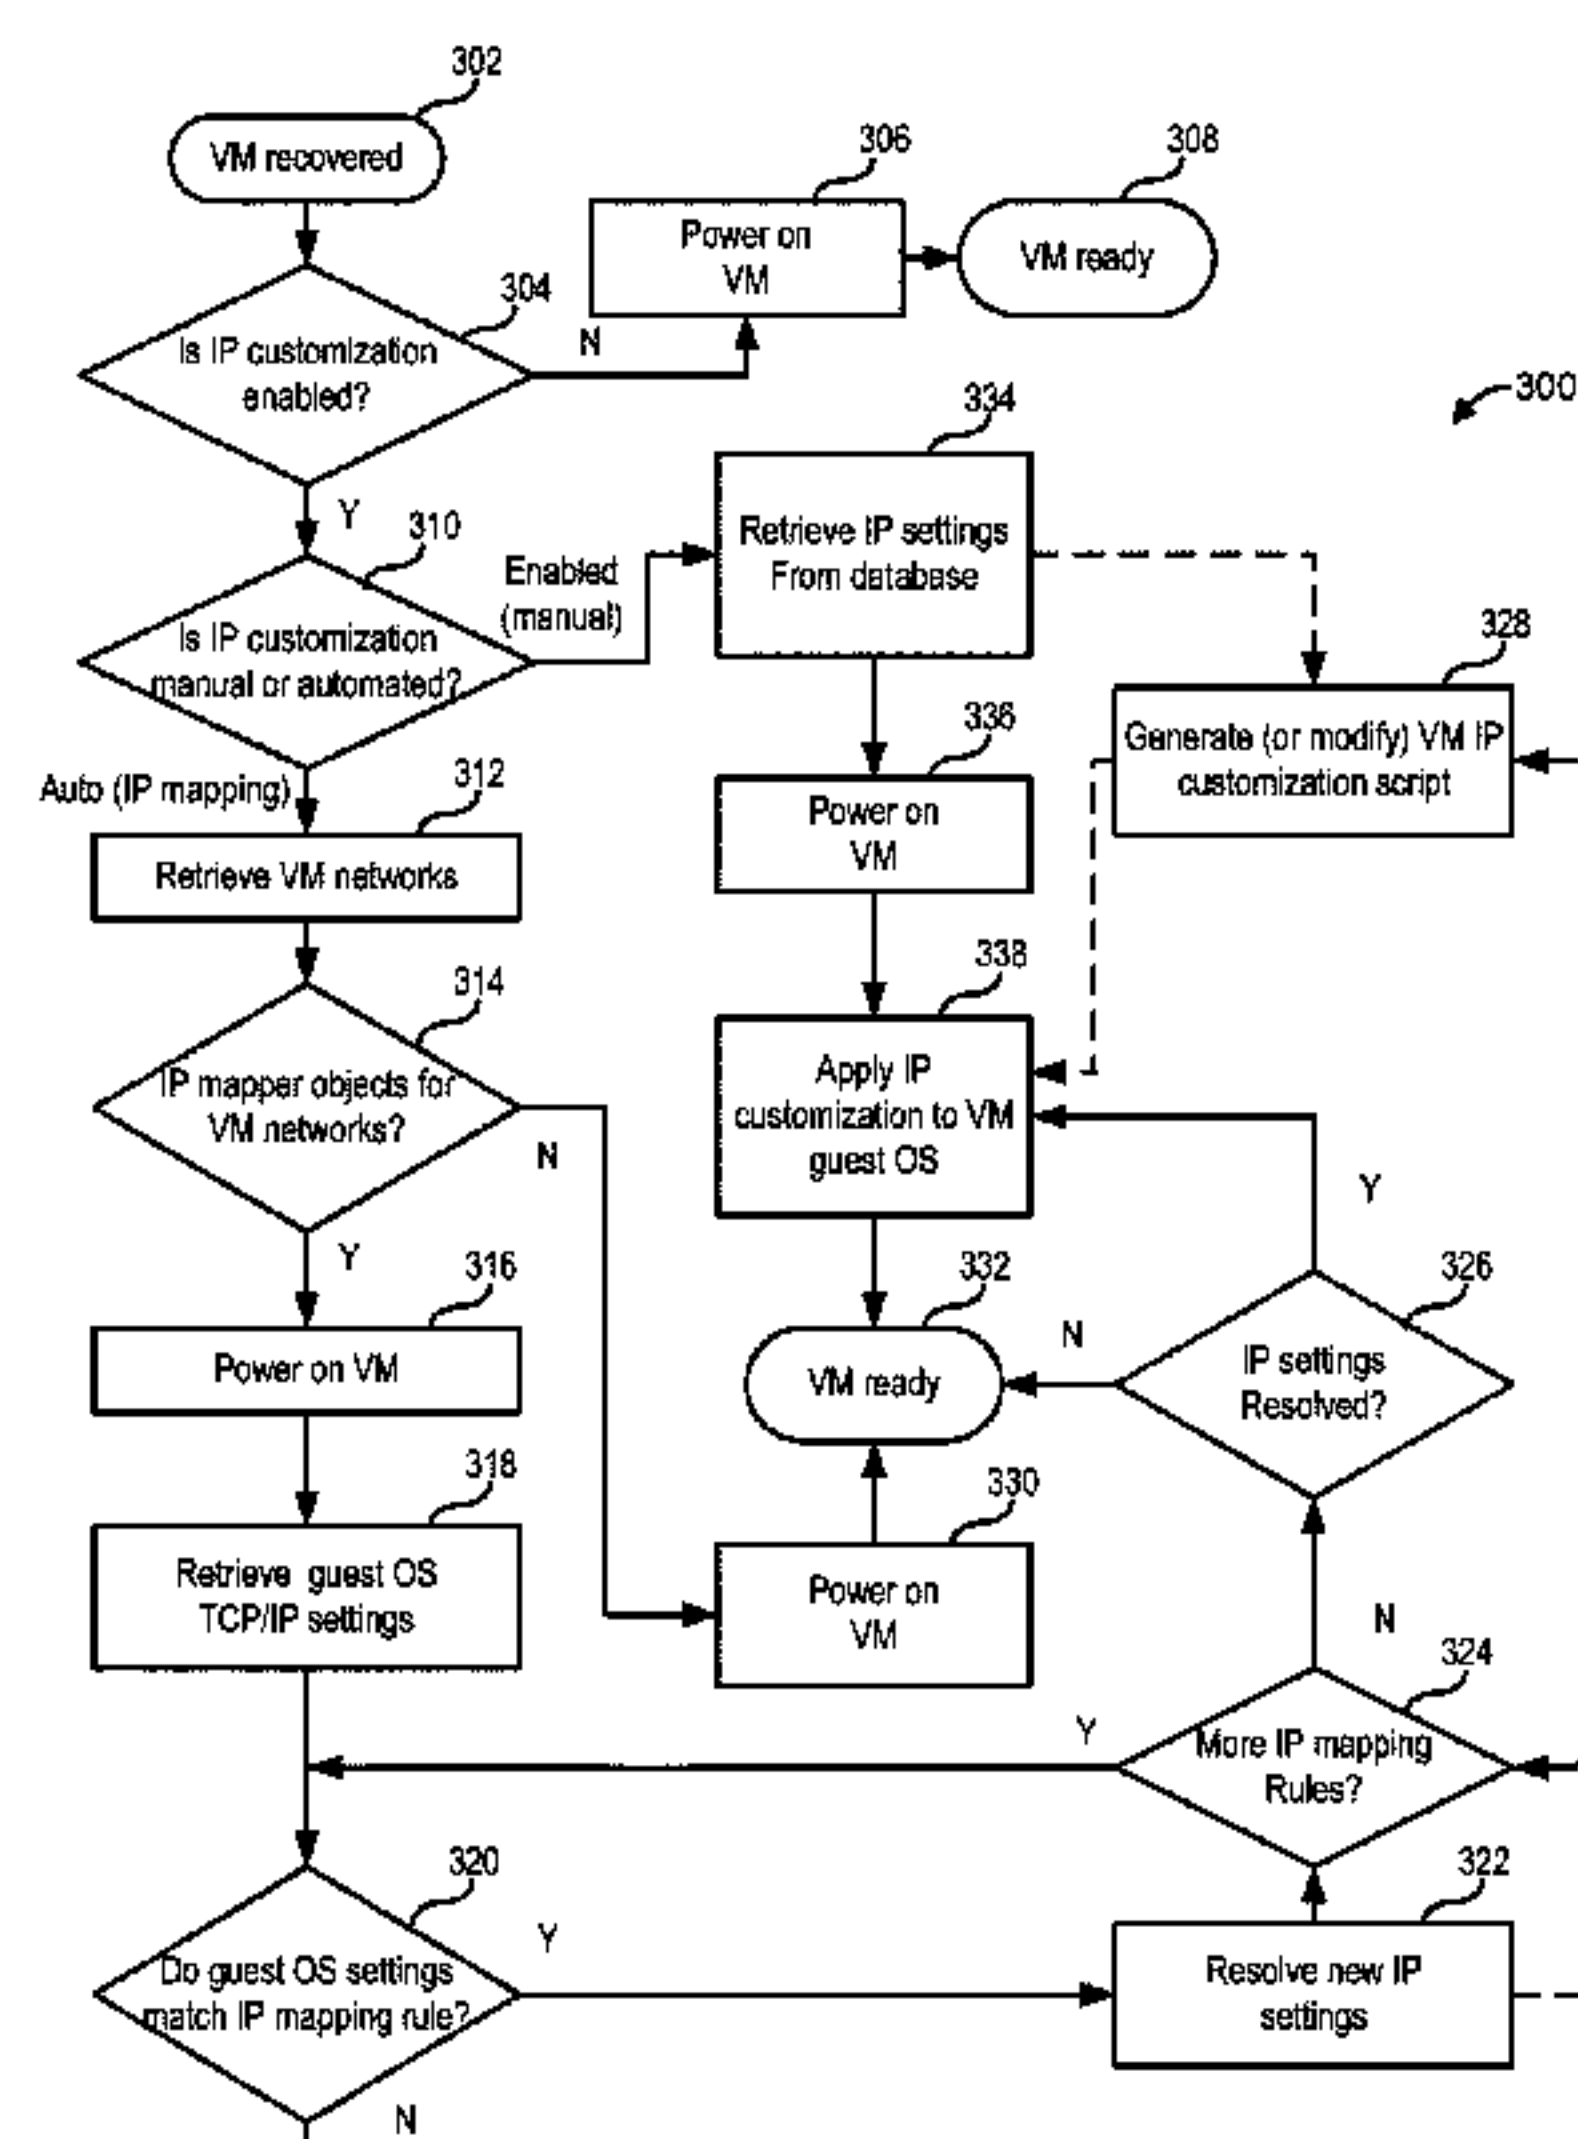 302
VM recovered
306
308
Power on
VM
VM ready
304
Is IP customization
enabled?
N
300
Y
334
Retrieve IP settings
From database
310
Enabled
(manual)
Is IP customization
manual or automated?
328
Generate (or modify) VM IP
customization script
Auto (IP mapping)
312
Retrieve VM networks
336
Power on
VM
314
IP mapper objects for
VM networks?
N
Y
338
Apply IP
customization to VM
guest OS
Y
316
Power on VM
332
VM ready
N
326
IP settings
Resolved?
318
Retrieve guest OS
TCP/IP settings
330
Power on
VM
N
324
More IP mapping
Rules?
Y
320
Do guest OS settings
match IP mapping rule?
Y
322
Resolve new IP
settings
N